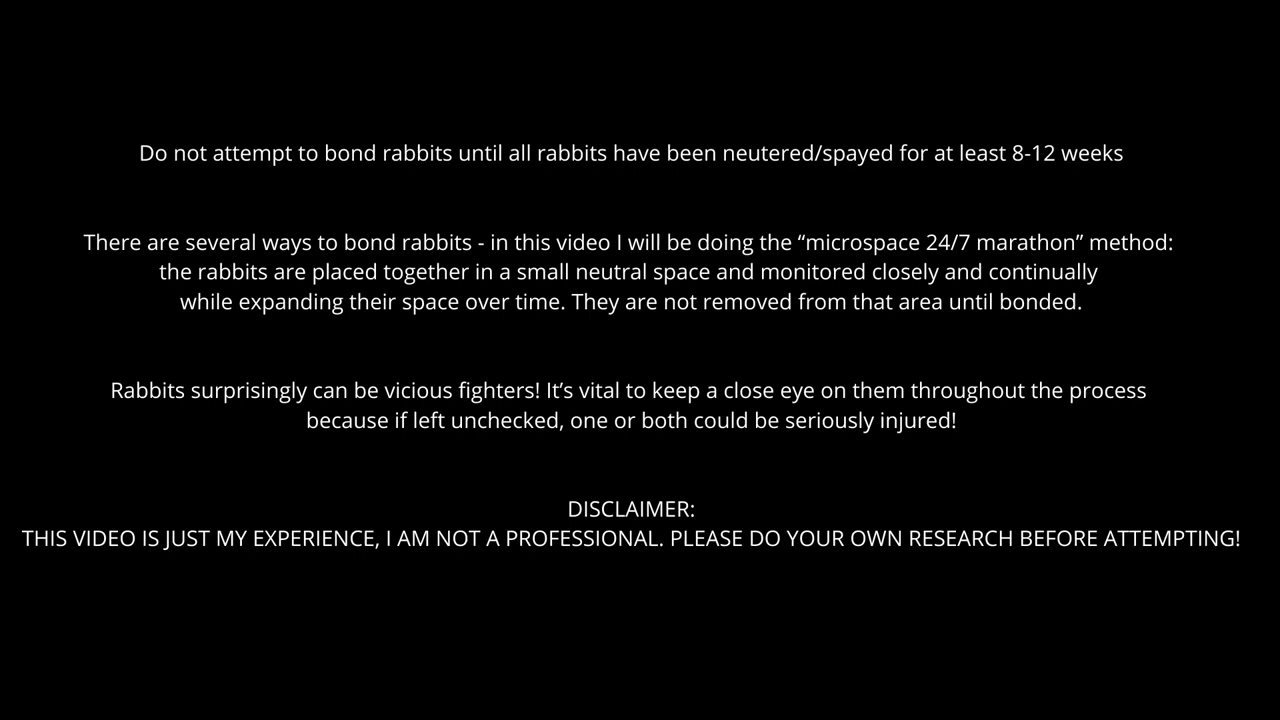 Do not attempt to bond rabbits until all rabbits have been neutered/spayed for at least 8-12 weeks
There are several ways to bond rabbits - in this video I will be doing the “microspace 24/7 marathon” method:
the rabbits are placed together in a small neutral space and monitored closely and continually
while expanding their space over time. They are not removed from that area until bonded.
Rabbits surprisingly can be vicious fighters! It’s vital to keep a close eye on them throughout the process
because if left unchecked, one or both could be seriously injured!
DISCLAIMER:
THIS VIDEO IS JUST MY EXPERIENCE, I AM NOT A PROFESSIONAL. PLEASE DO YOUR OWN RESEARCH BEFORE ATTEMPTING!